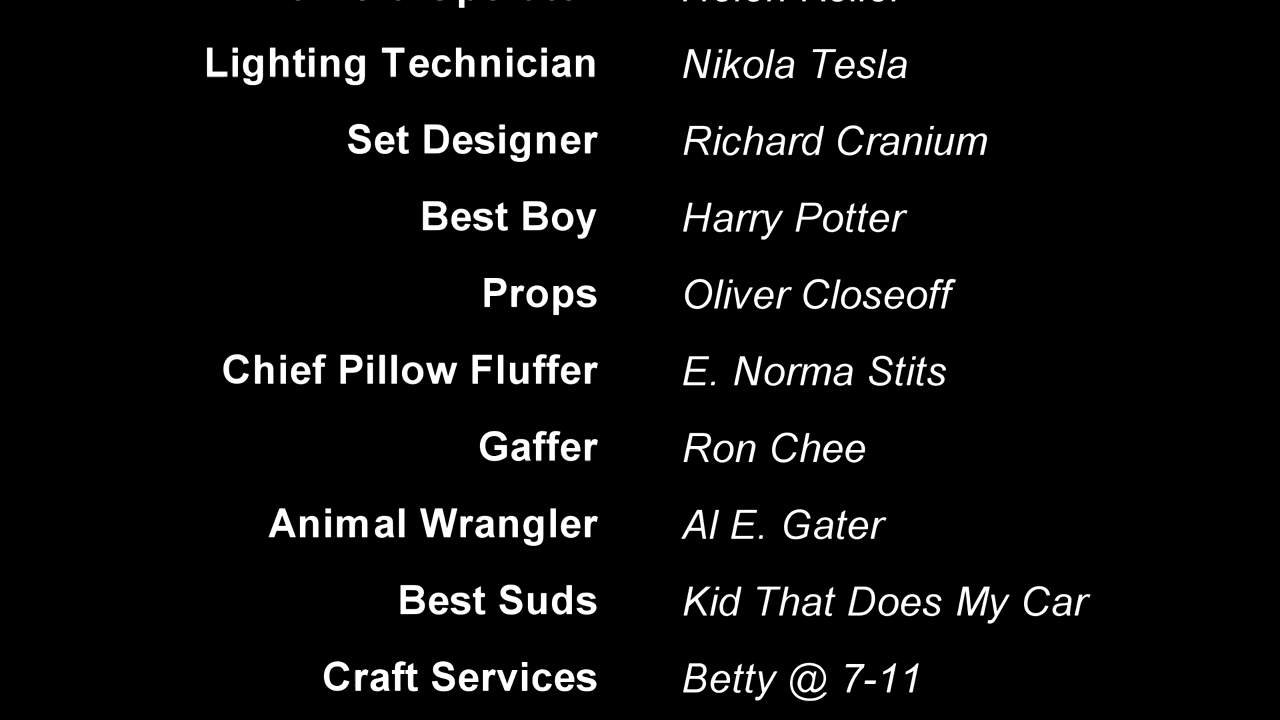 Lighting Technician Nikola Tesla
Set Designer Richard Cranium
Best Boy Harry Potter
Props Oliver Closeoff
Chief Pillow Fluffer E. Norma Stits
Gaffer Ron Chee
Animal Wrangler Al E. Gater
Best Suds Kid That Does My Car
Craft Services Betty @ 7-11